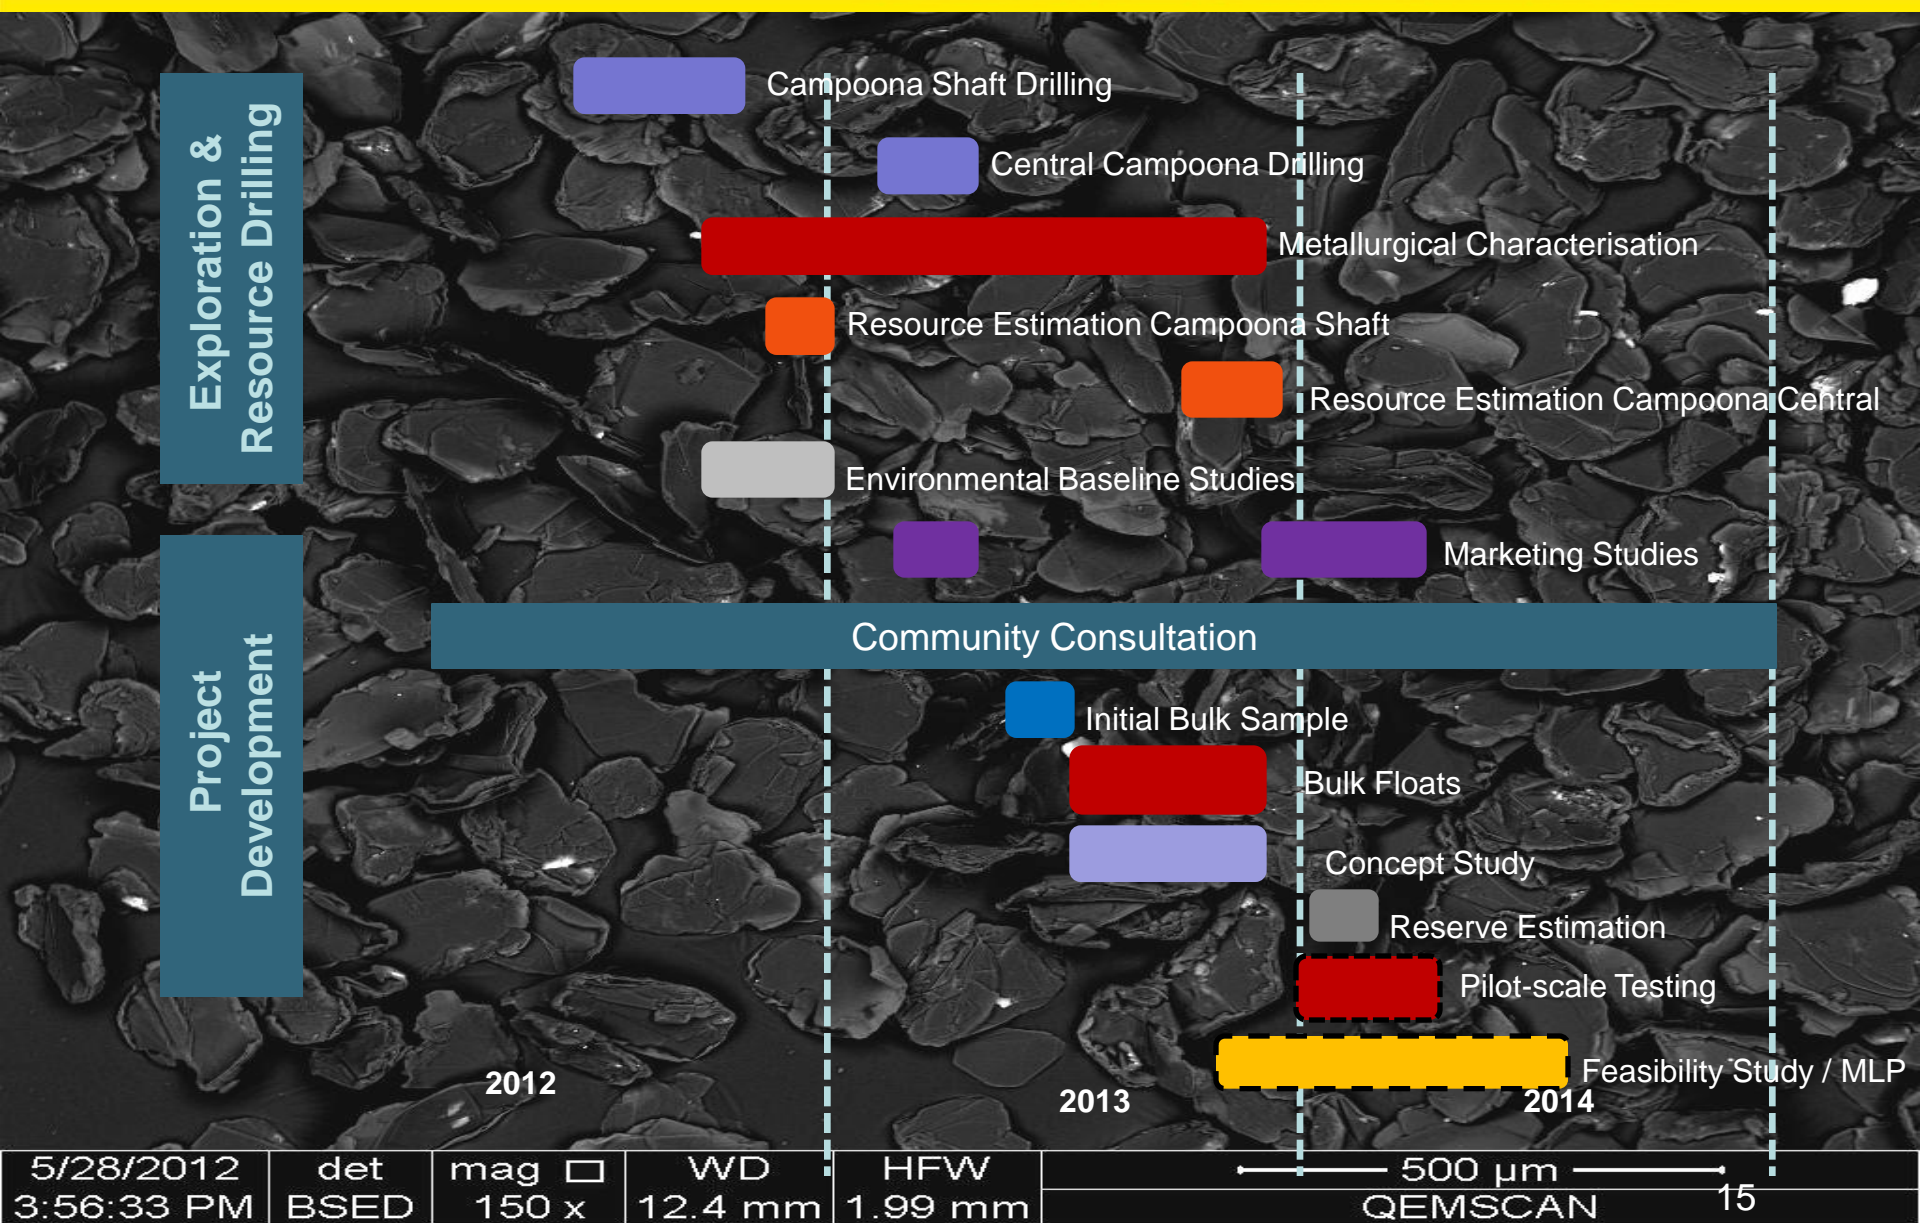 Exploration &
Resource Drilling
Campoona Shaft Drilling
Central Campoona Drilling
Metallurgical Characterisation
Resource Estimation Campoona Shaft
Resource Estimation Campoona Central
Environmental Baseline Studies
Project
Development
Marketing Studies
Community Consultation
Initial Bulk Sample
Bulk Floats
Concept Study
Reserve Estimation
Pilot-scale Testing
Feasibility Study / MLP
2012
2013
2014
5/28/2012
3:56:33 PM
det
BSED
mag
150 x
WD
12.4 mm
HFW
1.99 mm
500 µm
QEMSCAN
15